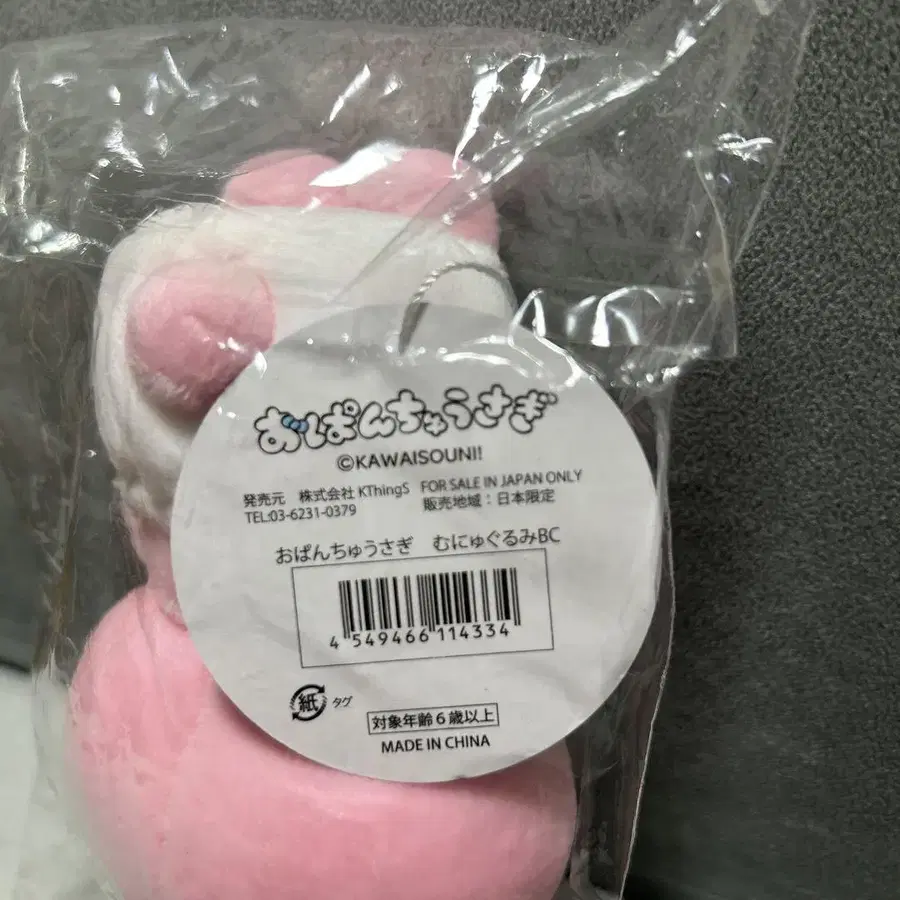 おぱんちゅうさぎ
©KAWAISOUNI!
発売元 株式会社 KThingS FOR SALE IN JAPAN ONLY
TEL:03-6231-0379 販売地域：日本限定
おぱんちゅうさぎ むにゅぐるみBC
4 549466 114334
紙 タグ
対象年齢６歳以上
MADE IN CHINA